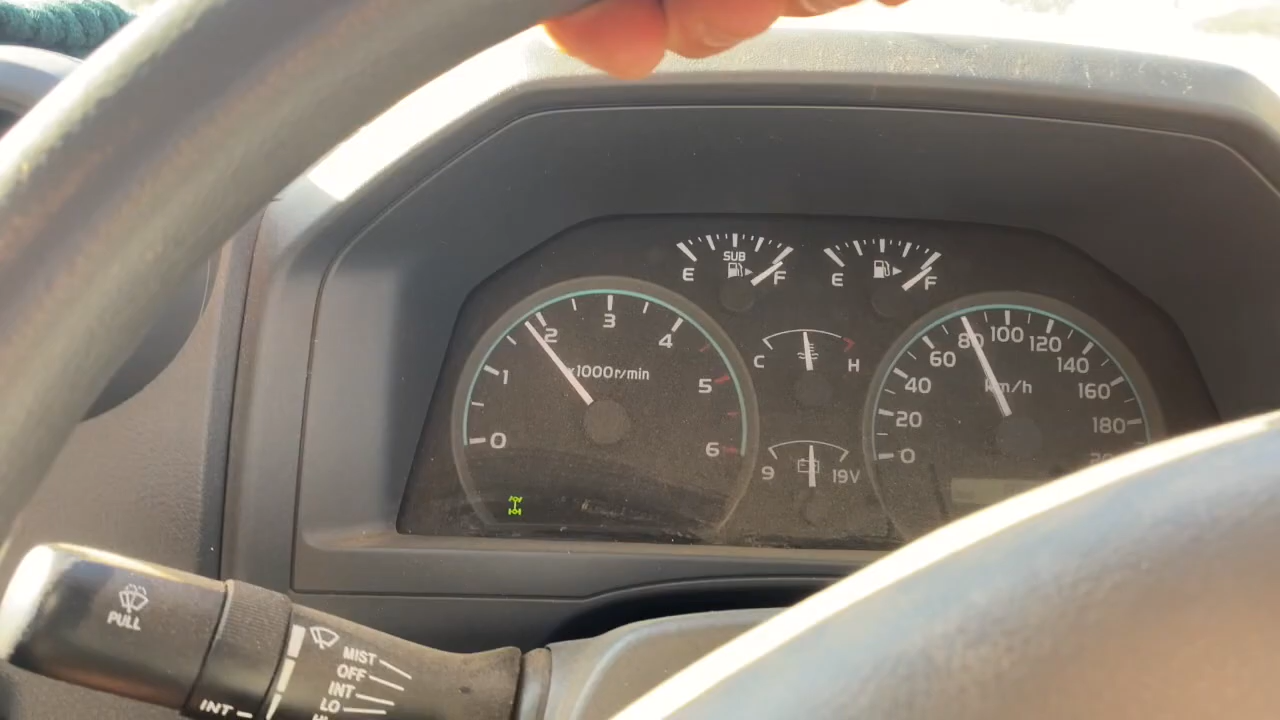 SUB
E F
E F
0 1 2 3 4 5 6
x1000r/min
C H
9 19V
0 20 40 60 80 100 120 140 160 180
km/h
PULL
MIST
OFF
INT
LO
INT